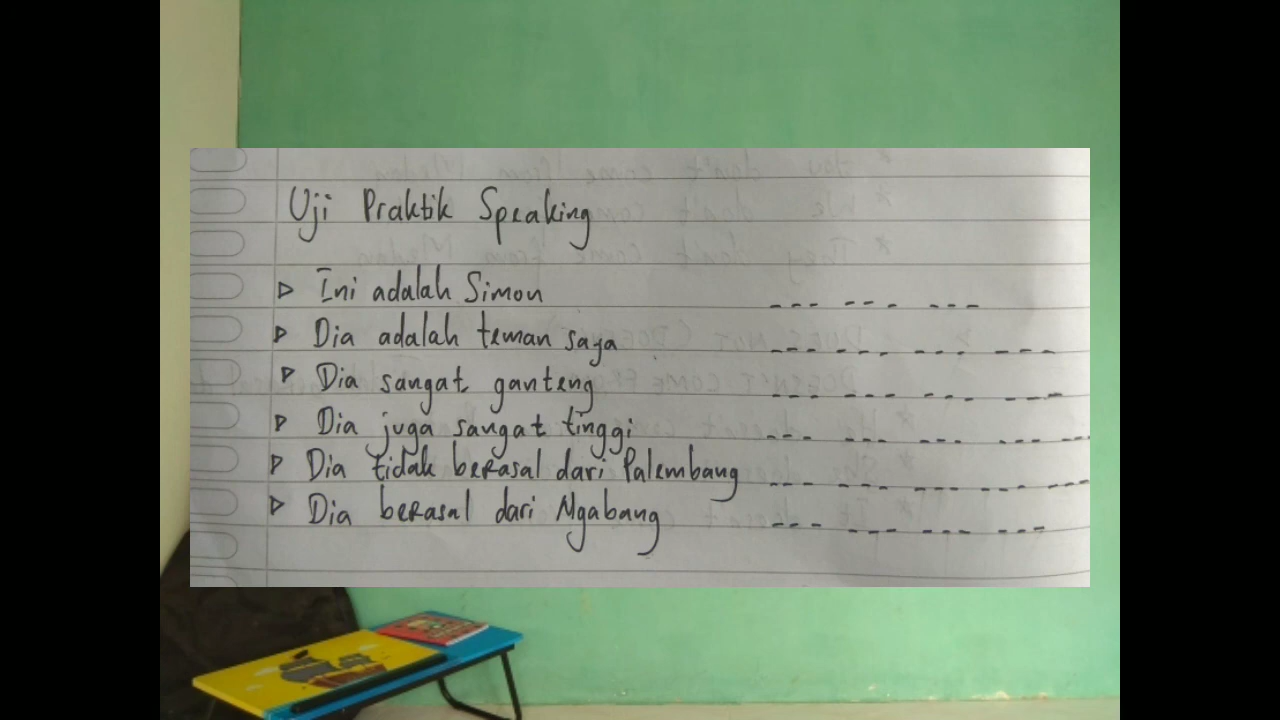 Uji Praktik Speaking
▷ Ini adalah Simon --- --- ---
▷ Dia adalah teman saya --- --- --- ---
▷ Dia sangat ganteng --- --- --- ---
▷ Dia juga sangat tinggi --- --- --- --- ---
▷ Dia tidak berasal dari Palembang --- --- --- --- ---
▷ Dia berasal dari Ngabang --- --- --- ---